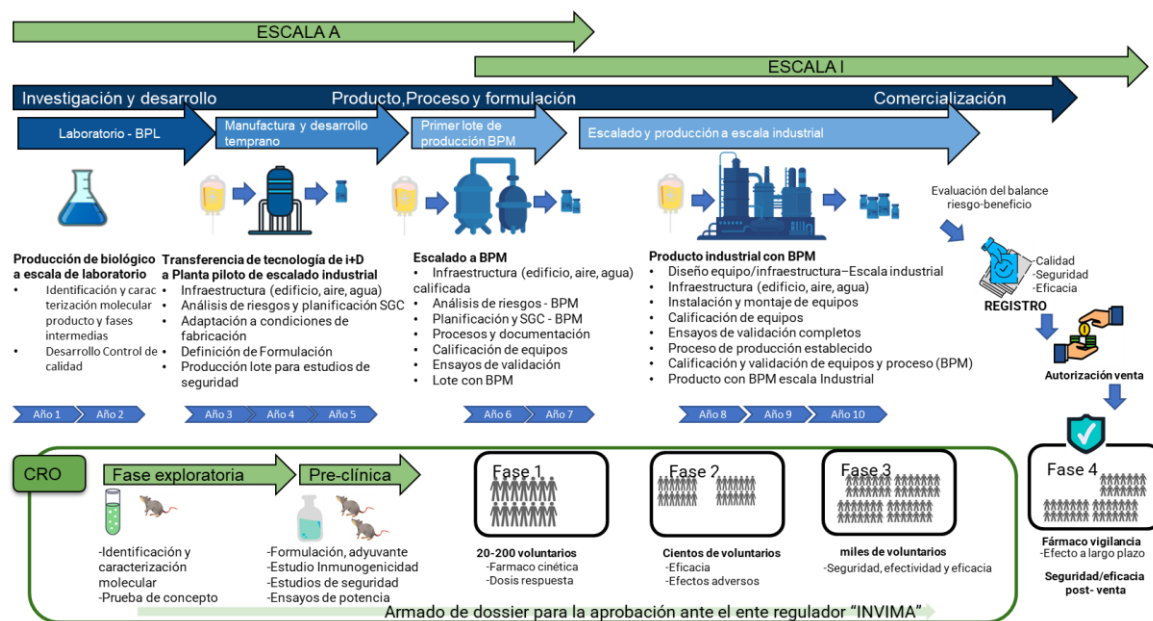 ESCALA A
ESCALA I
Investigación y desarrollo
Producto,Proceso y formulación
Comercialización
Laboratorio - BPL
Manufactura y desarrollo
temprano
Primer lote de
producción BPM
Escalado y producción a escala industrial
Evaluación del balance
riesgo-beneficio
-Calidad
-Seguridad
-Eficacia
REGISTRO
Autorización venta
Producción de biológico
a escala de laboratorio
• Identificación y carac
terización molecular
producto y fases
intermedias
• Desarrollo Control de
calidad
Transferencia de tecnología de i+D
a Planta piloto de escalado industrial
• Infraestructura (edificio, aire, agua)
• Análisis de riesgos y planificación SGC
• Adaptación a condiciones de
fabricación
• Definición de Formulación
• Producción lote para estudios de
seguridad
Escalado a BPM
• Infraestructura (edificio, aire, agua)
calificada
• Análisis de riesgos - BPM
• Planificación y SGC - BPM
• Procesos y documentación
• Calificación de equipos
• Ensayos de validación
• Lote con BPM
Producto industrial con BPM
• Diseño equipo/infraestructura–Escala industrial
• Infraestructura (edificio, aire, agua)
• Instalación y montaje de equipos
• Calificación de equipos
• Ensayos de validación completos
• Proceso de producción establecido
• Calificación y validación de equipos y proceso (BPM)
• Producto con BPM escala Industrial
Año 1
Año 2
Año 3
Año 4
Año 5
Año 6
Año 7
Año 8
Año 9
Año 10
CRO
Fase exploratoria
Pre-clínica
Fase 1
Fase 2
Fase 3
Fase 4
-Identificación y
caracterización
molecular
-Prueba de concepto
-Formulación, adyuvante
-Estudio Inmunogenicidad
-Estudios de seguridad
-Ensayos de potencia
20-200 voluntarios
-Farmaco cinética
-Dosis respuesta
Cientos de voluntarios
-Eficacia
-Efectos adversos
miles de voluntarios
-Seguridad, efectividad y eficacia
Fármaco vigilancia
-Efecto a largo plazo
Seguridad/eficacia
post- venta
Armado de dossier para la aprobación ante el ente regulador “INVIMA”